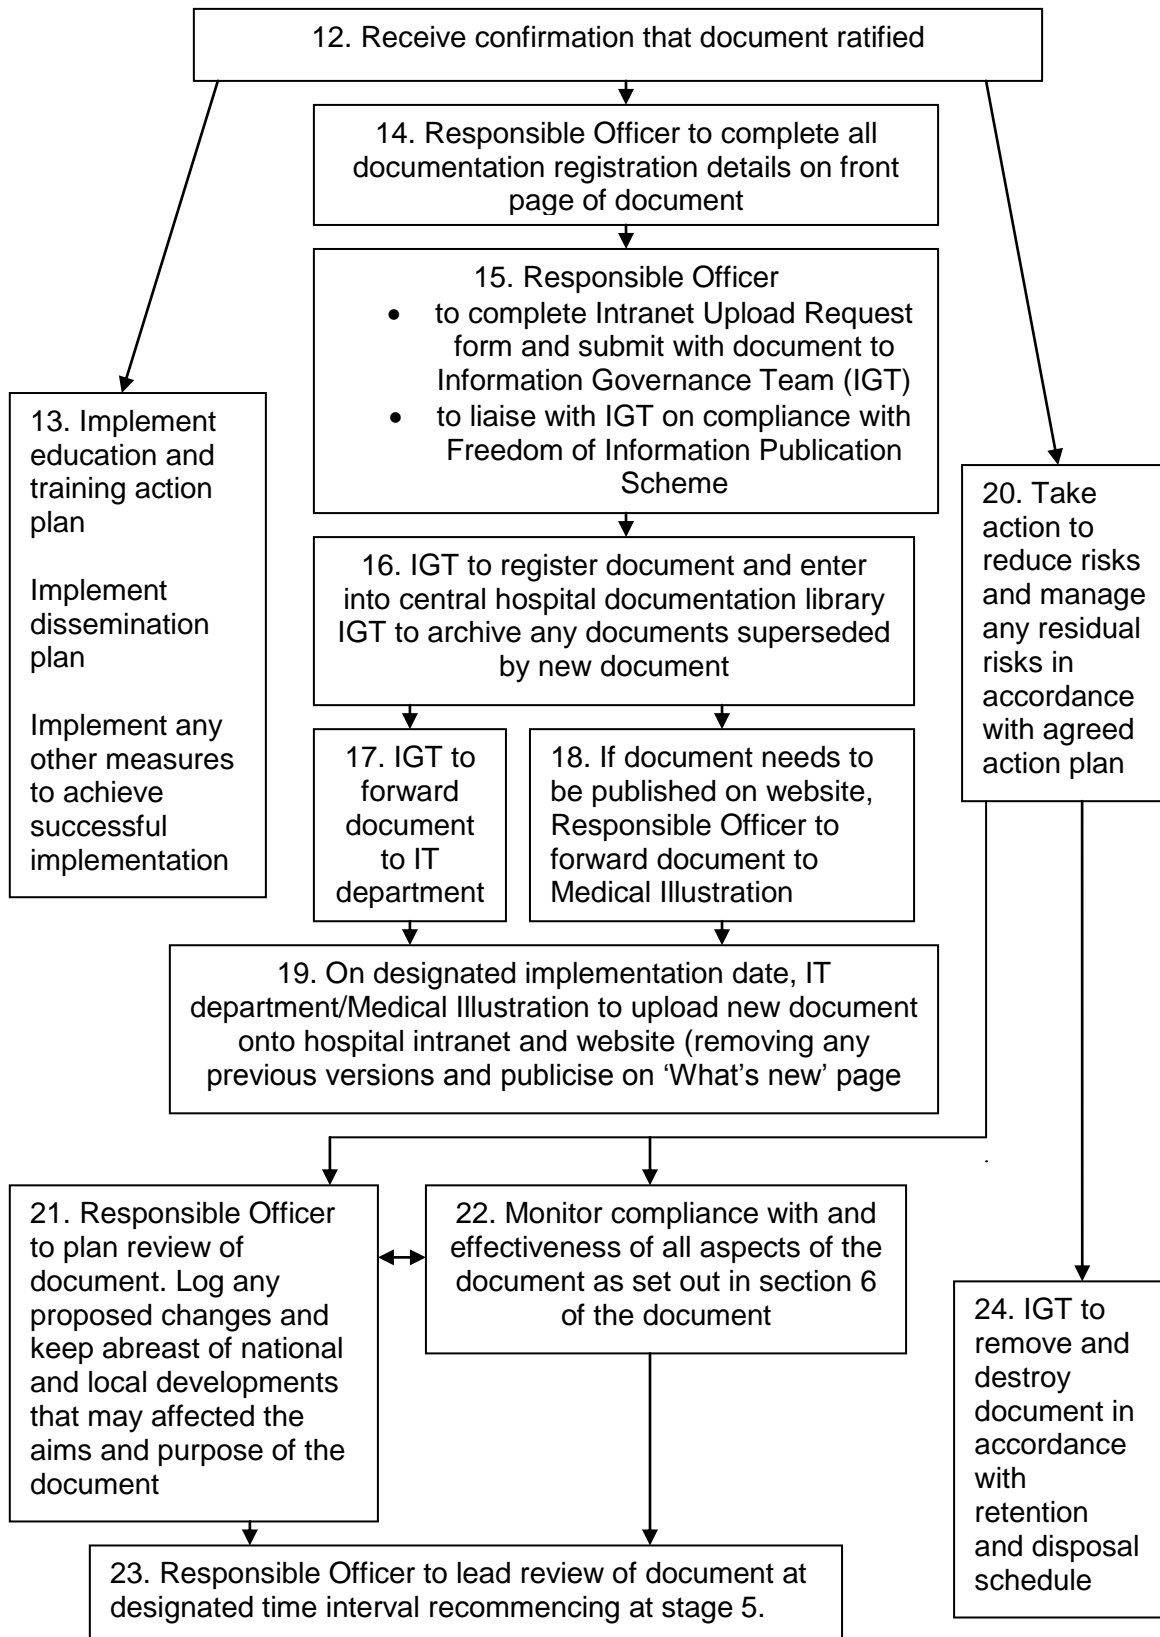 12. Receive confirmation that document ratified
14. Responsible Officer to complete all
documentation registration details on front
page of document
15. Responsible Officer
• to complete Intranet Upload Request
form and submit with document to
Information Governance Team (IGT)
• to liaise with IGT on compliance with
Freedom of Information Publication
Scheme
13. Implement
education and
training action
plan
Implement
dissemination
plan
Implement any
other measures
to achieve
successful
implementation
16. IGT to register document and enter
into central hospital documentation library
IGT to archive any documents superseded
by new document
17. IGT to
forward
document
to IT
department
18. If document needs to
be published on website,
Responsible Officer to
forward document to
Medical Illustration
19. On designated implementation date, IT
department/Medical Illustration to upload new document
onto hospital intranet and website (removing any
previous versions and publicise on ‘What’s new’ page
20. Take
action to
reduce risks
and manage
any residual
risks in
accordance
with agreed
action plan
21. Responsible Officer
to plan review of
document. Log any
proposed changes and
keep abreast of national
and local developments
that may affected the
aims and purpose of the
document
22. Monitor compliance with and
effectiveness of all aspects of the
document as set out in section 6
of the document
23. Responsible Officer to lead review of document at
designated time interval recommencing at stage 5.
24. IGT to
remove and
destroy
document in
accordance
with
retention
and disposal
schedule